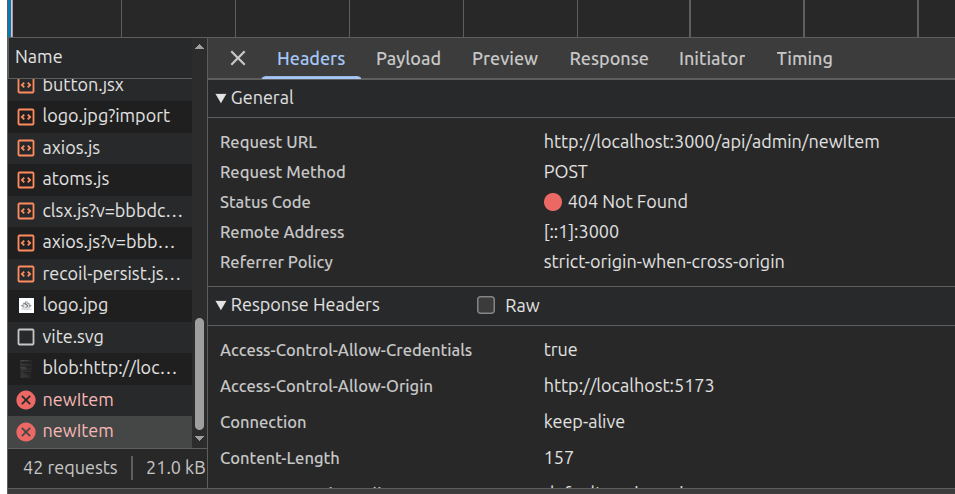 Name
button.jsx
logo.jpg?import
axios.js
atoms.js
clsx.js?v=bbbdc...
axios.js?v=bbb...
recoil-persist.js...
logo.jpg
vite.svg
blob:http://loc...
newItem
newItem
42 requests 21.0 kB
Headers Payload Preview Response Initiator Timing
General
Request URL http://localhost:3000/api/admin/newItem
Request Method POST
Status Code 404 Not Found
Remote Address [::1]:3000
Referrer Policy strict-origin-when-cross-origin
Response Headers Raw
Access-Control-Allow-Credentials true
Access-Control-Allow-Origin http://localhost:5173
Connection keep-alive
Content-Length 157